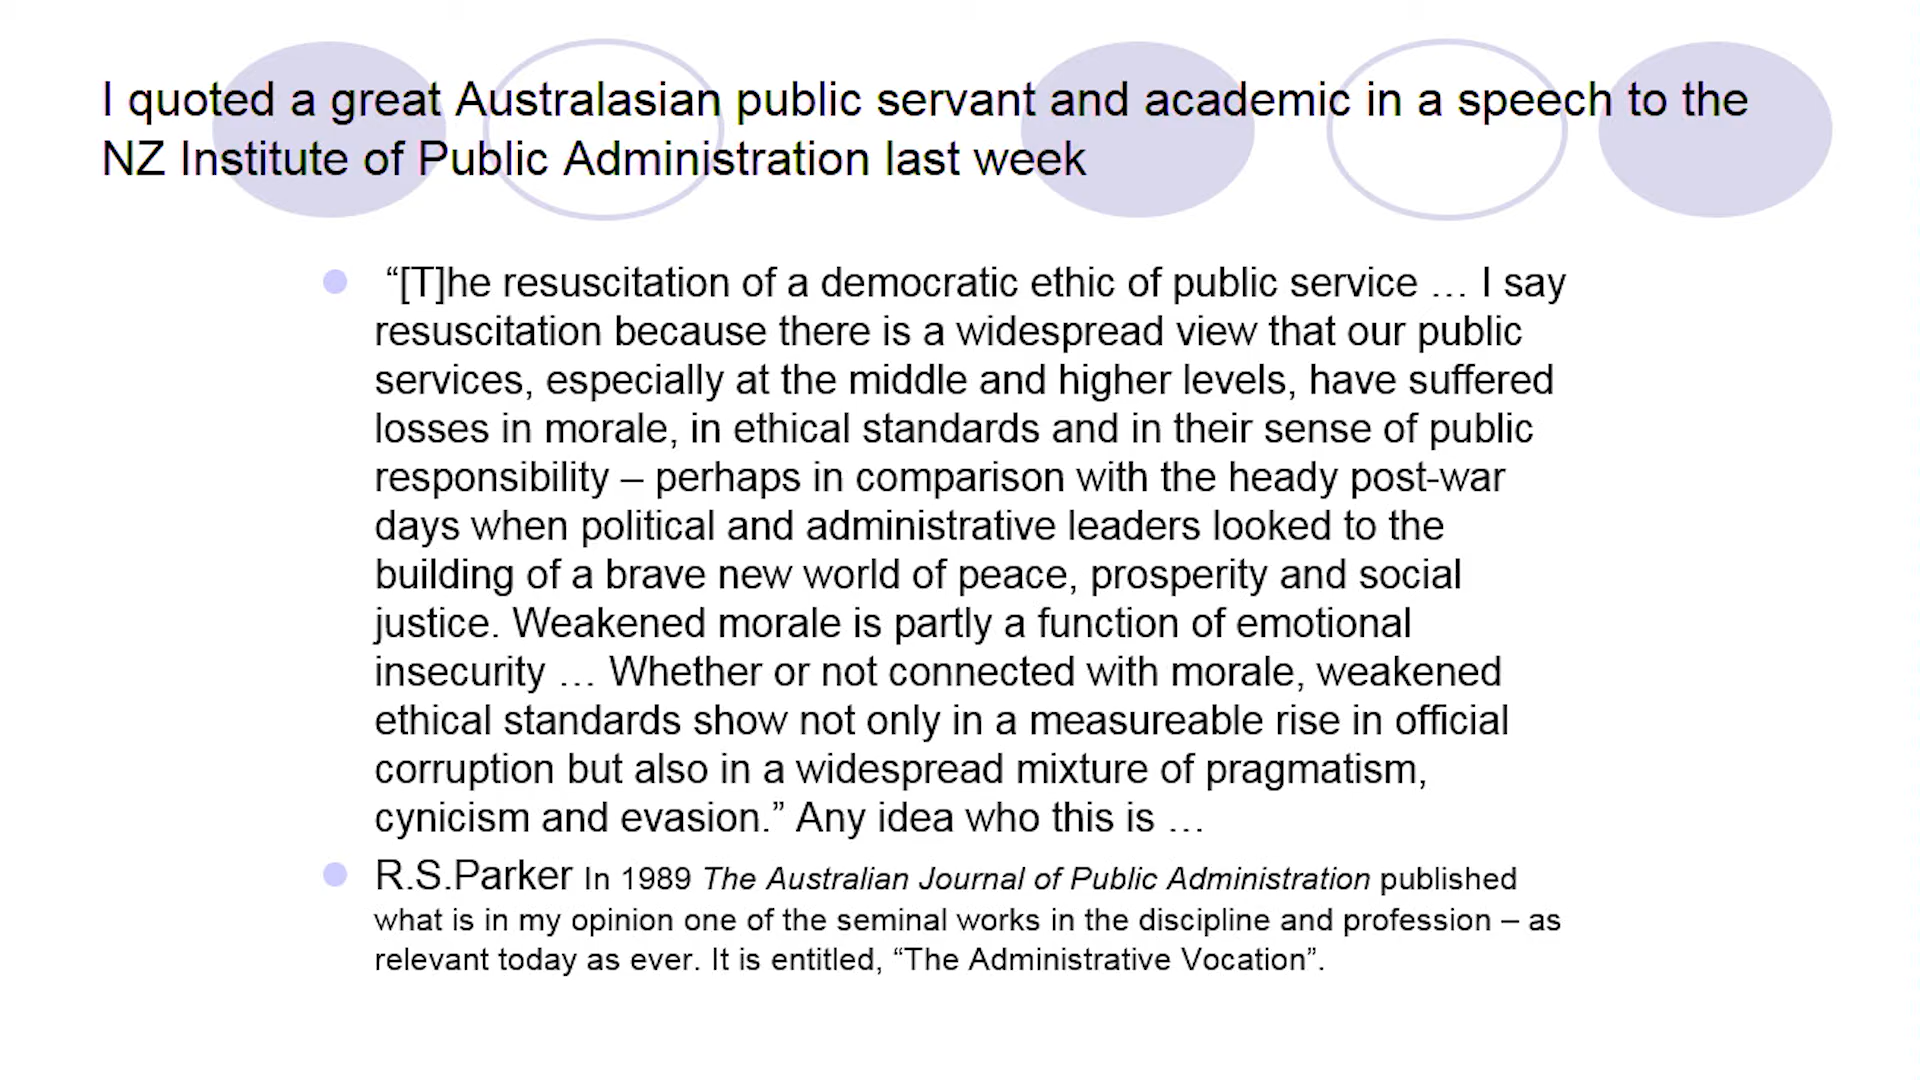 I quoted a great Australasian public servant and academic in a speech to the
NZ Institute of Public Administration last week
“[T]he resuscitation of a democratic ethic of public service … I say
resuscitation because there is a widespread view that our public
services, especially at the middle and higher levels, have suffered
losses in morale, in ethical standards and in their sense of public
responsibility – perhaps in comparison with the heady post-war
days when political and administrative leaders looked to the
building of a brave new world of peace, prosperity and social
justice. Weakened morale is partly a function of emotional
insecurity … Whether or not connected with morale, weakened
ethical standards show not only in a measureable rise in official
corruption but also in a widespread mixture of pragmatism,
cynicism and evasion.” Any idea who this is …
R.S.Parker In 1989 The Australian Journal of Public Administration published
what is in my opinion one of the seminal works in the discipline and profession – as
relevant today as ever. It is entitled, “The Administrative Vocation”.